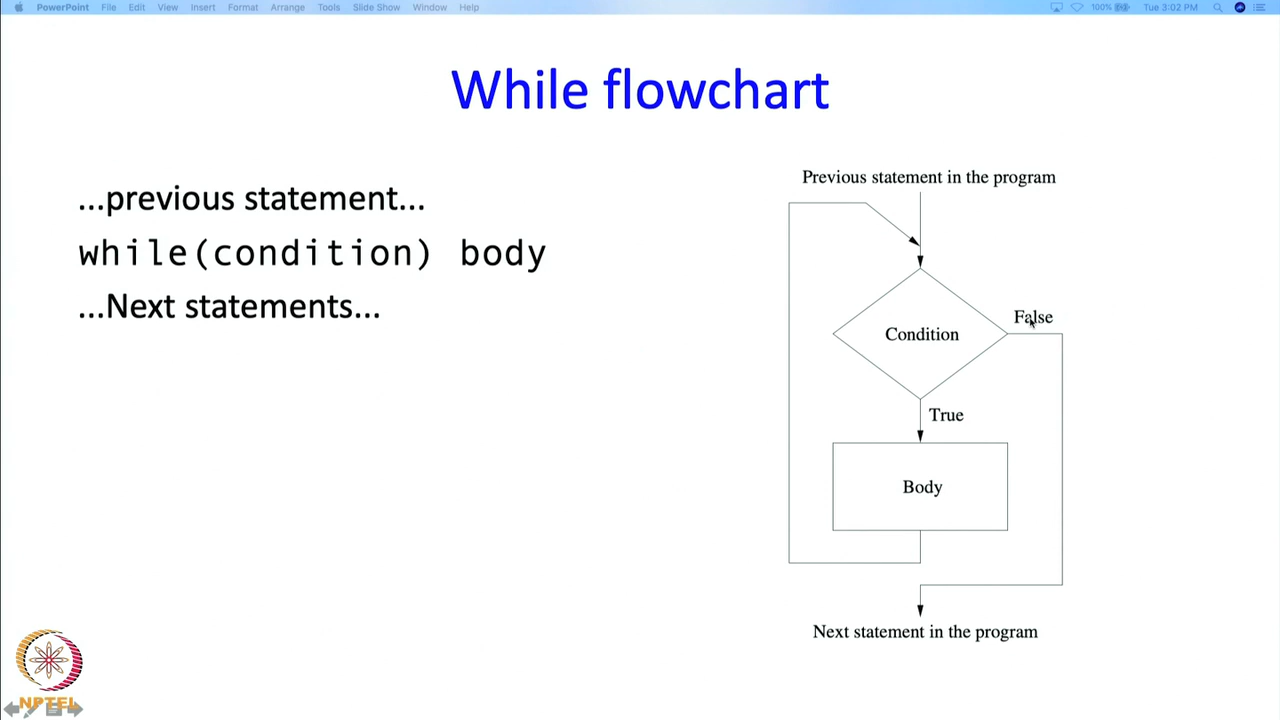 PowerPoint File Edit View Insert Format Arrange Tools Slide Show Window Help 100% Tue 3:02 PM
While flowchart
...previous statement...
while(condition) body
...Next statements...
Previous statement in the program
False
Condition
True
Body
Next statement in the program
NPTEL